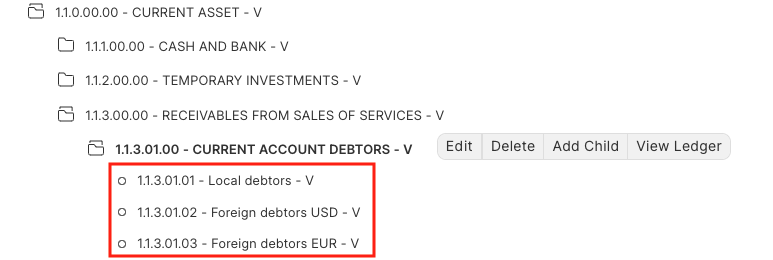 1.1.0.00.00 - CURRENT ASSET - V
1.1.1.00.00 - CASH AND BANK - V
1.1.2.00.00 - TEMPORARY INVESTMENTS - V
1.1.3.00.00 - RECEIVABLES FROM SALES OF SERVICES - V
1.1.3.01.00 - CURRENT ACCOUNT DEBTORS - V Edit Delete Add Child View Ledger
1.1.3.01.01 - Local debtors - V
1.1.3.01.02 - Foreign debtors USD - V
1.1.3.01.03 - Foreign debtors EUR - V